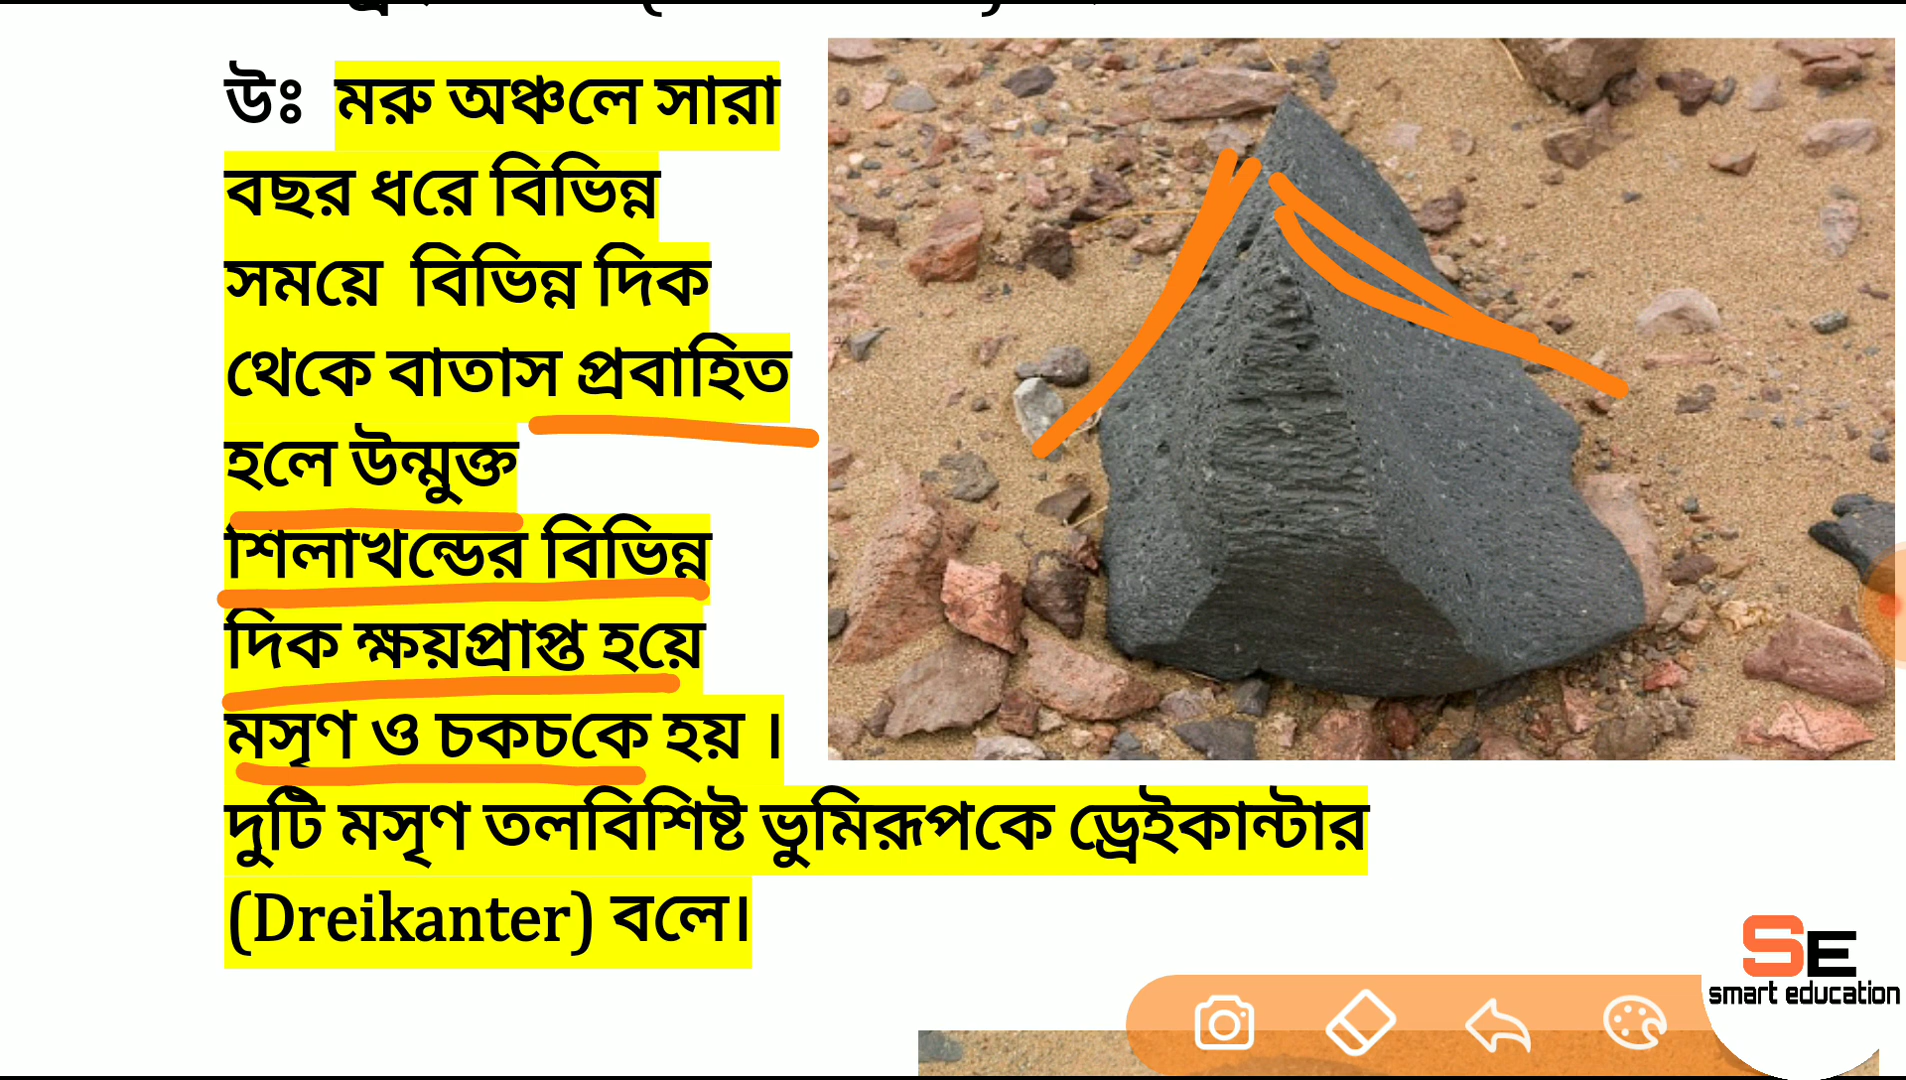 উঃ মরু অঞ্চলে সারা
বছর ধরে বিভিন্ন
সময়ে বিভিন্ন দিক
থেকে বাতাস প্রবাহিত
হলে উন্মুক্ত
শিলাখন্ডের বিভিন্ন
দিক ক্ষয়প্রাপ্ত হয়ে
মসৃণ ও চকচকে হয় ।
দুটি মসৃণ তলবিশিষ্ট ভুমিরূপকে ড্রেইকান্টার
(Dreikanter) বলে।
SE
smart education